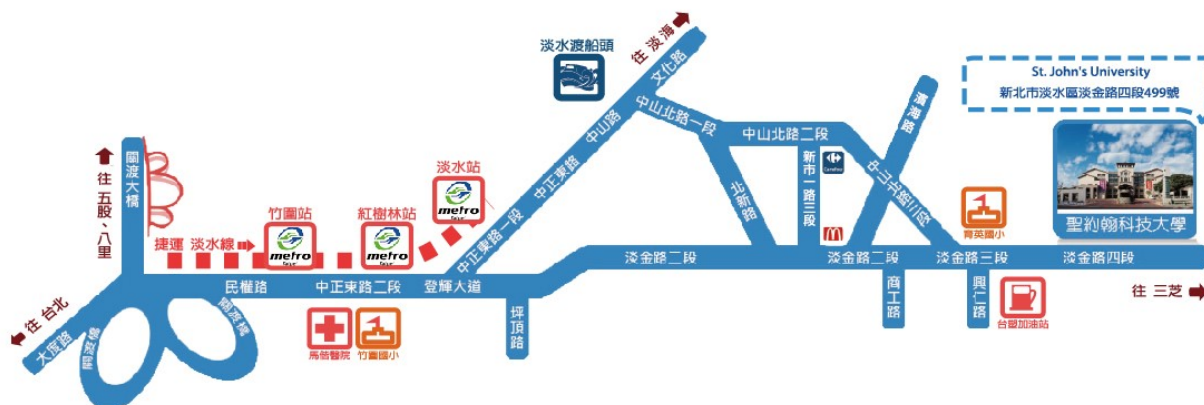 往 淡海
淡水渡船頭
文化路
St. John's University
新北市淡水區淡金路四段499號
中山路
中山北路一段
中山北路二段
新市一路三段
Carrefour
中山北路三段
北新路
關渡大橋
往 五股、八里
淡水站
metro
竹圍站
metro
紅樹林站
metro
捷運 淡水線
中正東路
中正東路一段
育英國小
聖約翰科技大學
淡金路二段
淡金路二段
淡金路三段
淡金路四段
民權路
中正東路二段
登輝大道
往 三芝
往 台北
大度路
關渡橋
關渡橋
坪頂路
商工路
興仁路
馬偕醫院
竹圍國小
台塑加油站